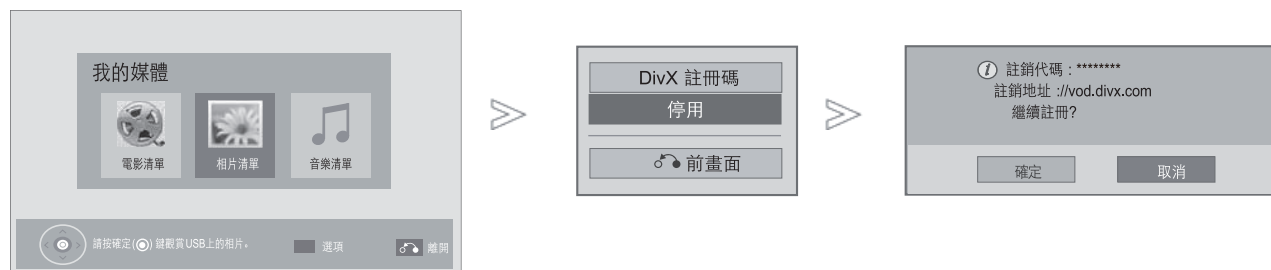 我的媒體
電影清單
相片清單
音樂清單
請按確定(◉) 鍵觀賞USB上的相片。
選項
離開
DivX 註冊碼
停用
前畫面
註銷代碼 : ********
註銷地址 ://vod.divx.com
繼續註冊?
確定
取消